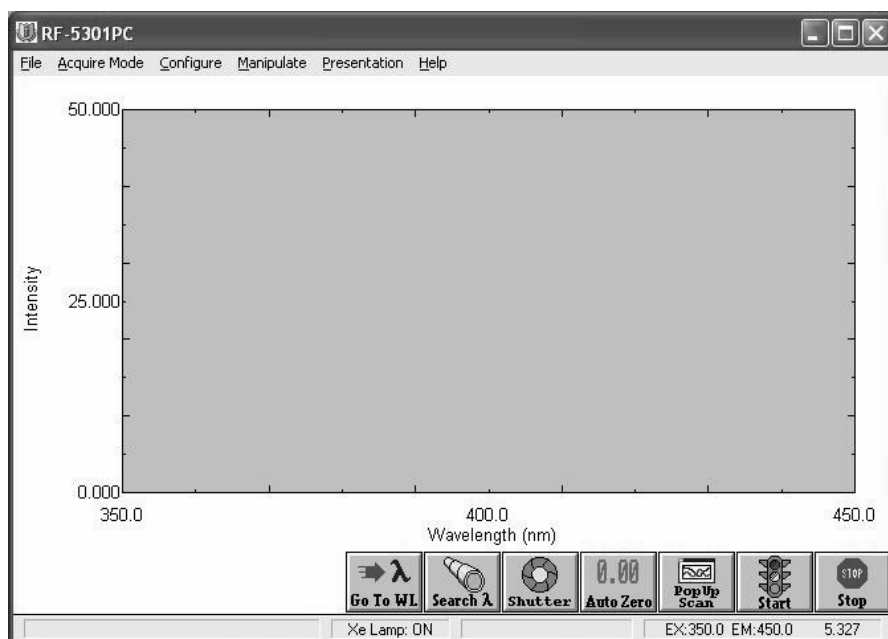 RF-5301PC
File Acquire Mode Configure Manipulate Presentation Help
50.000
Intensity
25.000
0.000
350.0 400.0 450.0
Wavelength (nm)
0.00 STOP
Go To WL Search λ Shutter Auto Zero PopUp Scan Start Stop
Xe Lamp: ON EX:350.0 EM:450.0 5.327